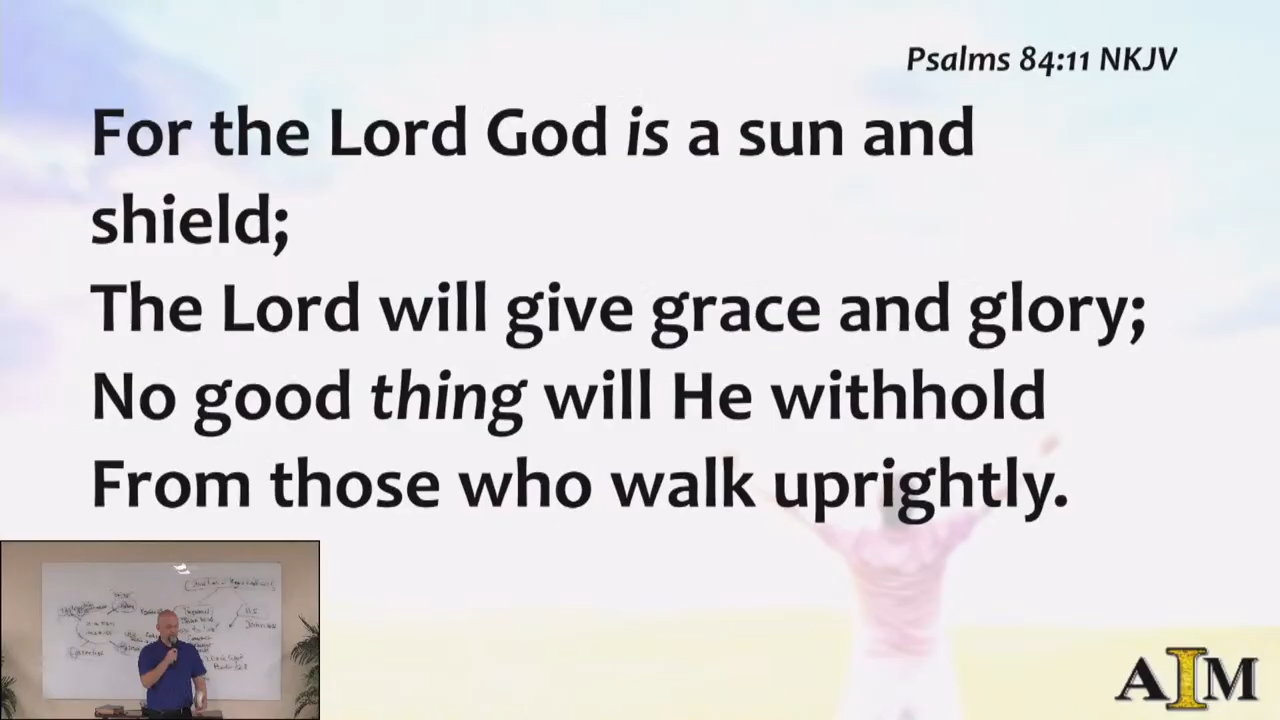 Psalms 84:11 NKJV
For the Lord God is a sun and
shield;
The Lord will give grace and glory;
No good thing will He withhold
From those who walk uprightly.
AIM